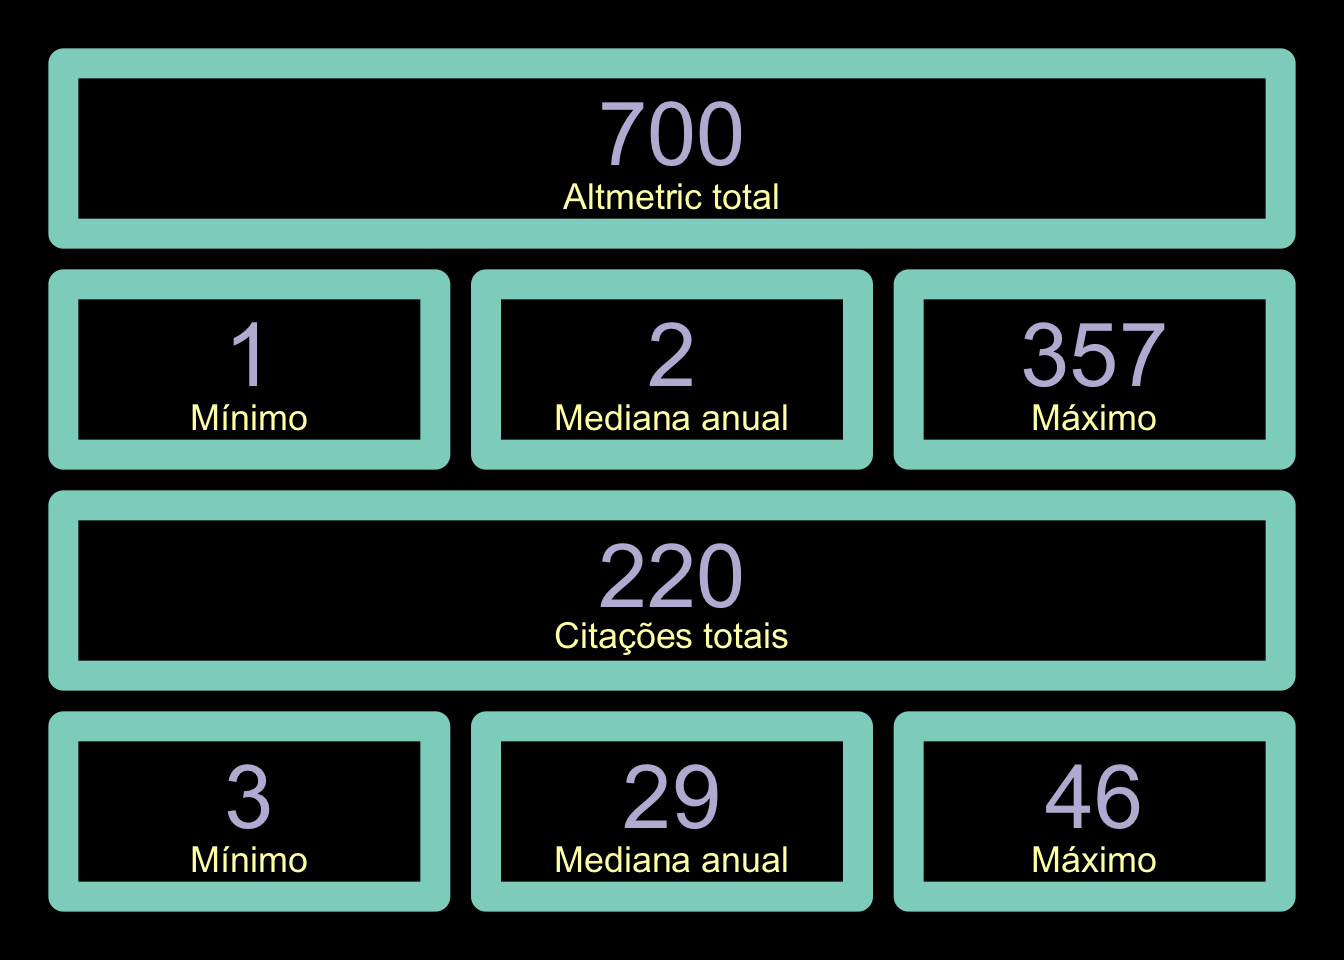 700
Altmetric total
1
Mínimo
2
Mediana anual
357
Máximo
220
Citações totais
3
Mínimo
29
Mediana anual
46
Máximo